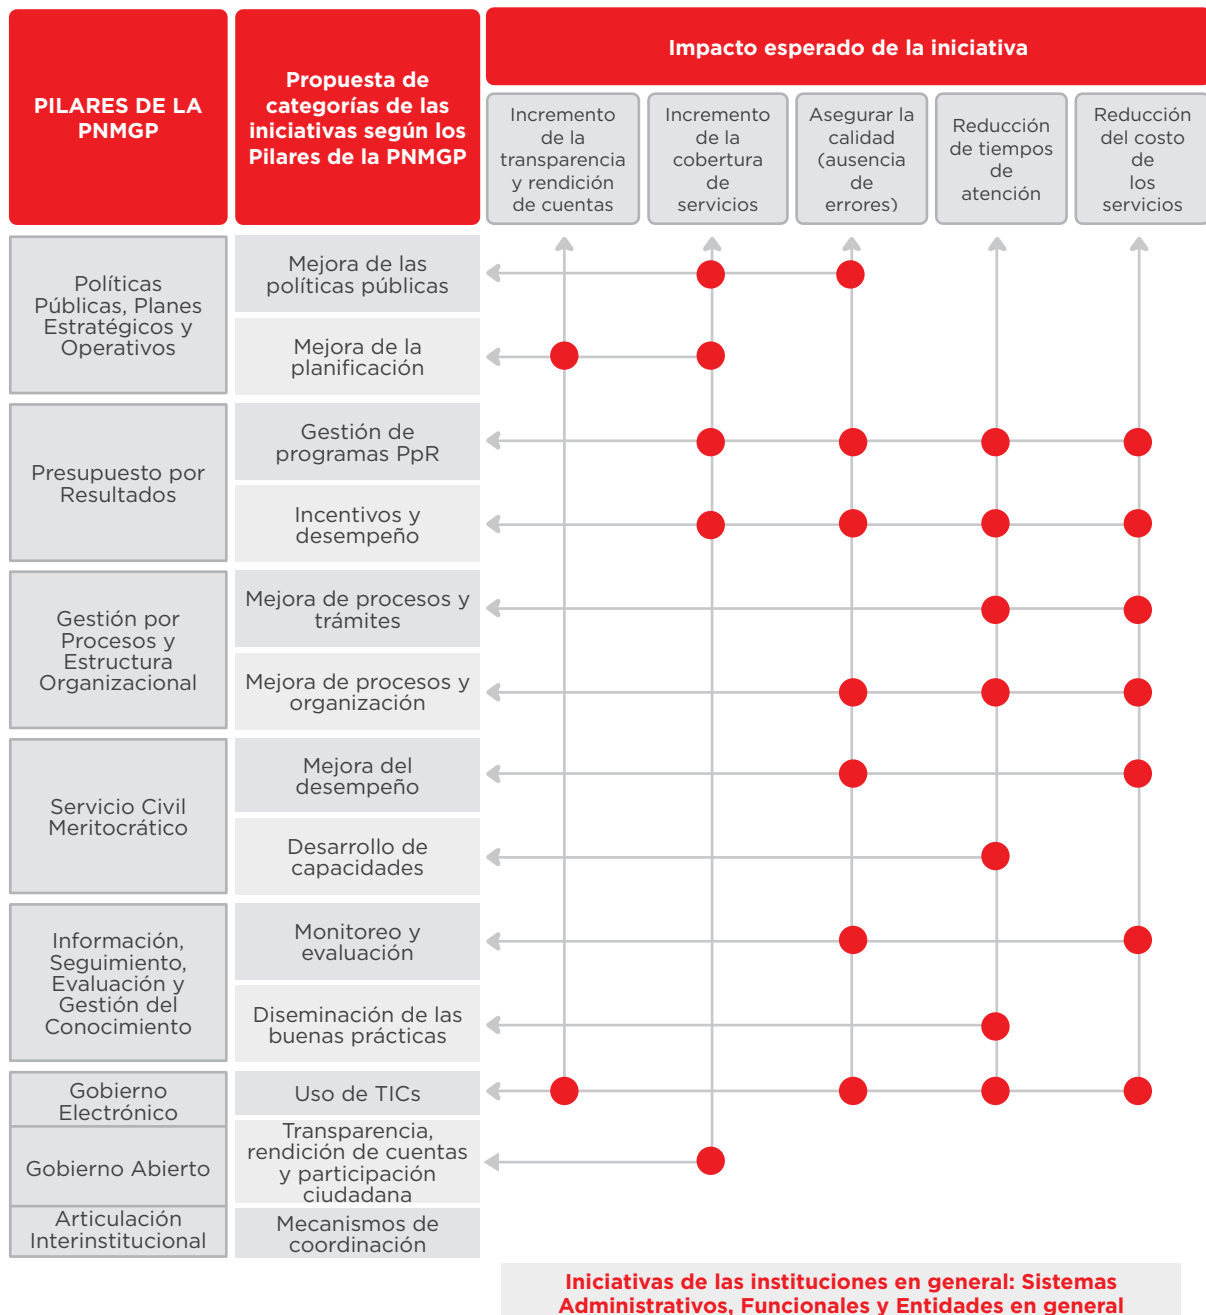 PILARES DE LA
PNMGP
Propuesta de
categorías de las
iniciativas según los
Pilares de la PNMGP
Impacto esperado de la iniciativa
Incremento
de la
transparencia
y rendición
de cuentas
Incremento
de la
cobertura
de
servicios
Asegurar la
calidad
(ausencia
de
errores)
Reducción
de tiempos
de
atención
Reducción
del costo
de
los
servicios
Políticas
Públicas, Planes
Estratégicos y
Operativos
Mejora de las
políticas públicas
Mejora de la
planificación
Presupuesto por
Resultados
Gestión de
programas PpR
Incentivos y
desempeño
Gestión por
Procesos y
Estructura
Organizacional
Mejora de procesos y
trámites
Mejora de procesos y
organización
Servicio Civil
Meritocrático
Mejora del
desempeño
Desarrollo de
capacidades
Información,
Seguimiento,
Evaluación y
Gestión del
Conocimiento
Monitoreo y
evaluación
Diseminación de las
buenas prácticas
Gobierno
Electrónico
Uso de TICs
Gobierno Abierto
Transparencia,
rendición de cuentas
y participación
ciudadana
Articulación
Interinstitucional
Mecanismos de
coordinación
Iniciativas de las instituciones en general: Sistemas
Administrativos, Funcionales y Entidades en general